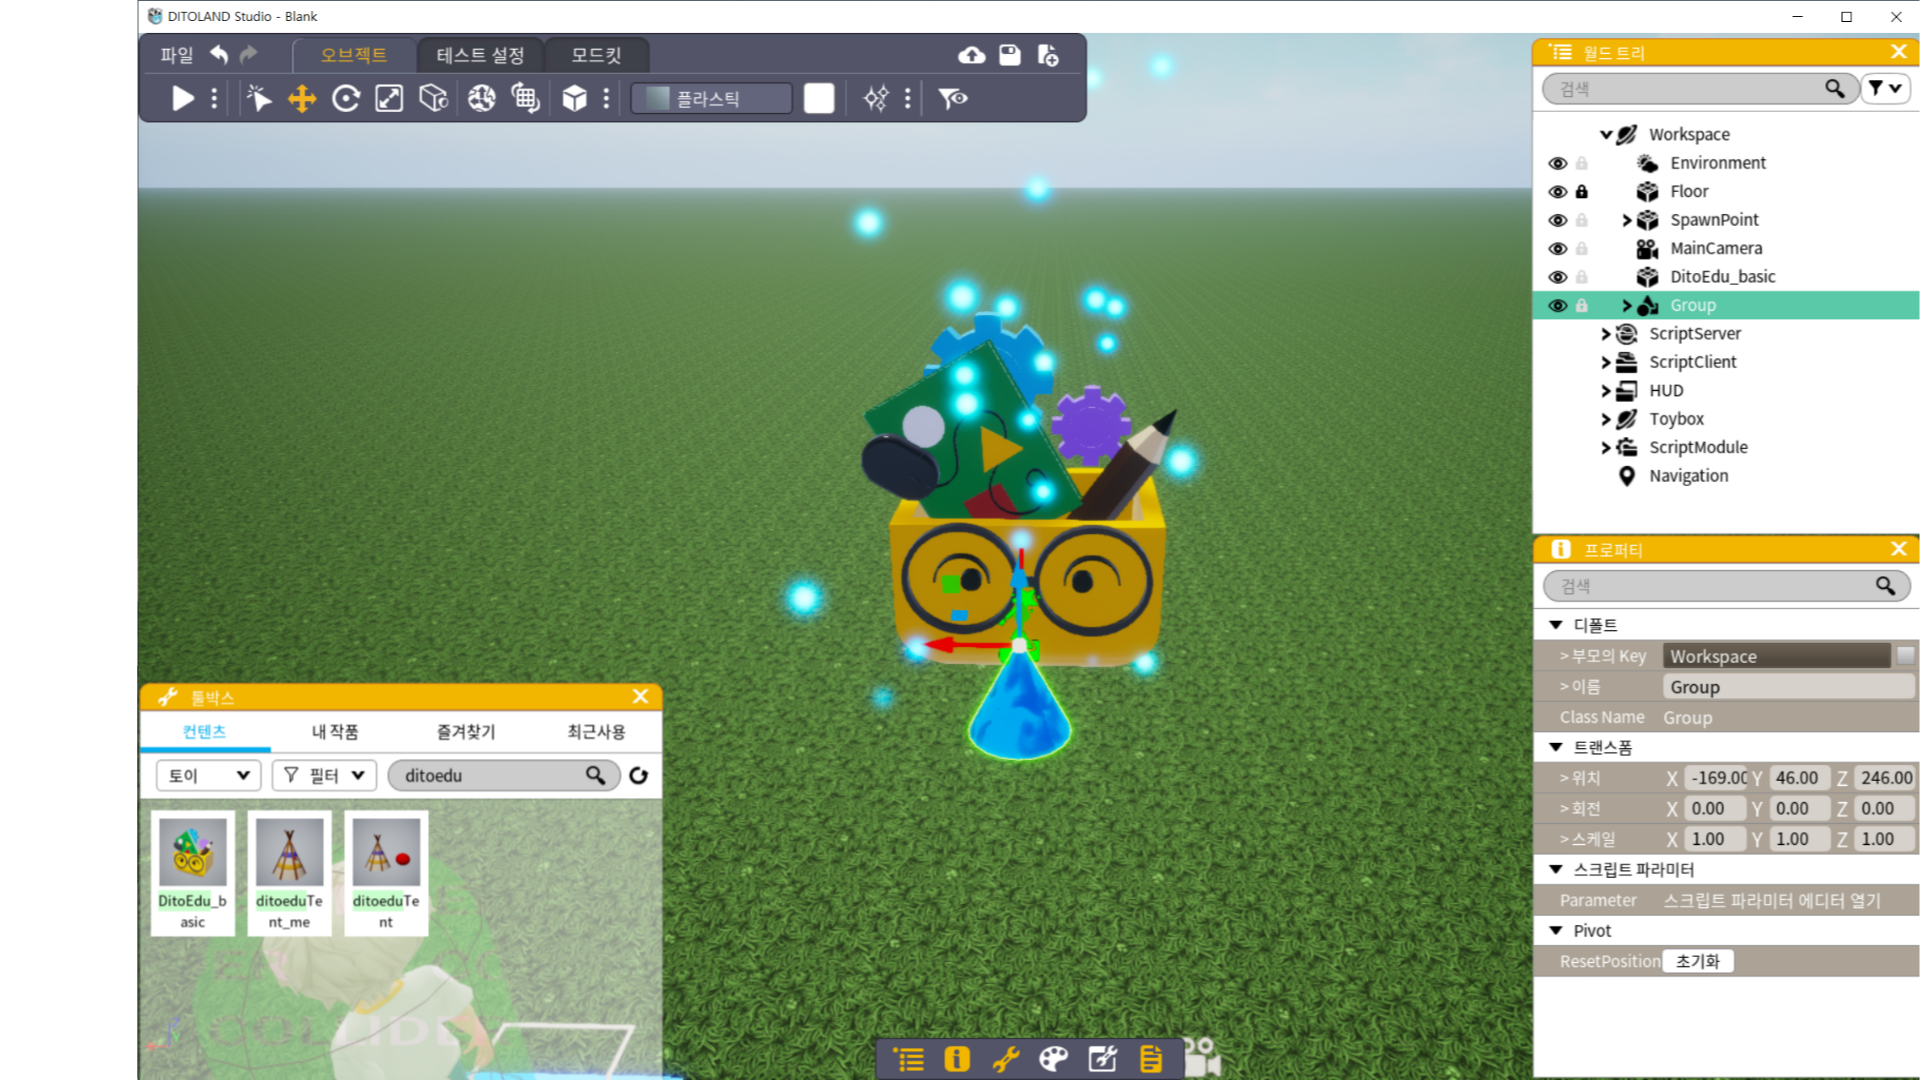 DITOLAND Studio - Blank
파일
오브젝트
테스트 설정
모드킷
플라스틱
월드 트리
검색
Workspace
Environment
Floor
SpawnPoint
MainCamera
DitoEdu_basic
Group
ScriptServer
ScriptClient
HUD
Toybox
ScriptModule
Navigation
프로퍼티
검색
디폴트
> 부모의 Key Workspace
> 이름 Group
Class Name Group
트랜스폼
> 위치 X -169.00 Y 46.00 Z 246.00
> 회전 X 0.00 Y 0.00 Z 0.00
> 스케일 X 1.00 Y 1.00 Z 1.00
스크립트 파라미터
Parameter 스크립트 파라미터 에디터 열기
Pivot
ResetPosition 초기화
툴박스
컨텐츠 내 작품 즐겨찾기 최근사용
토이 필터 ditoedu
DitoEdu_b
asic
ditoeduTe
nt_me
ditoeduTe
nt